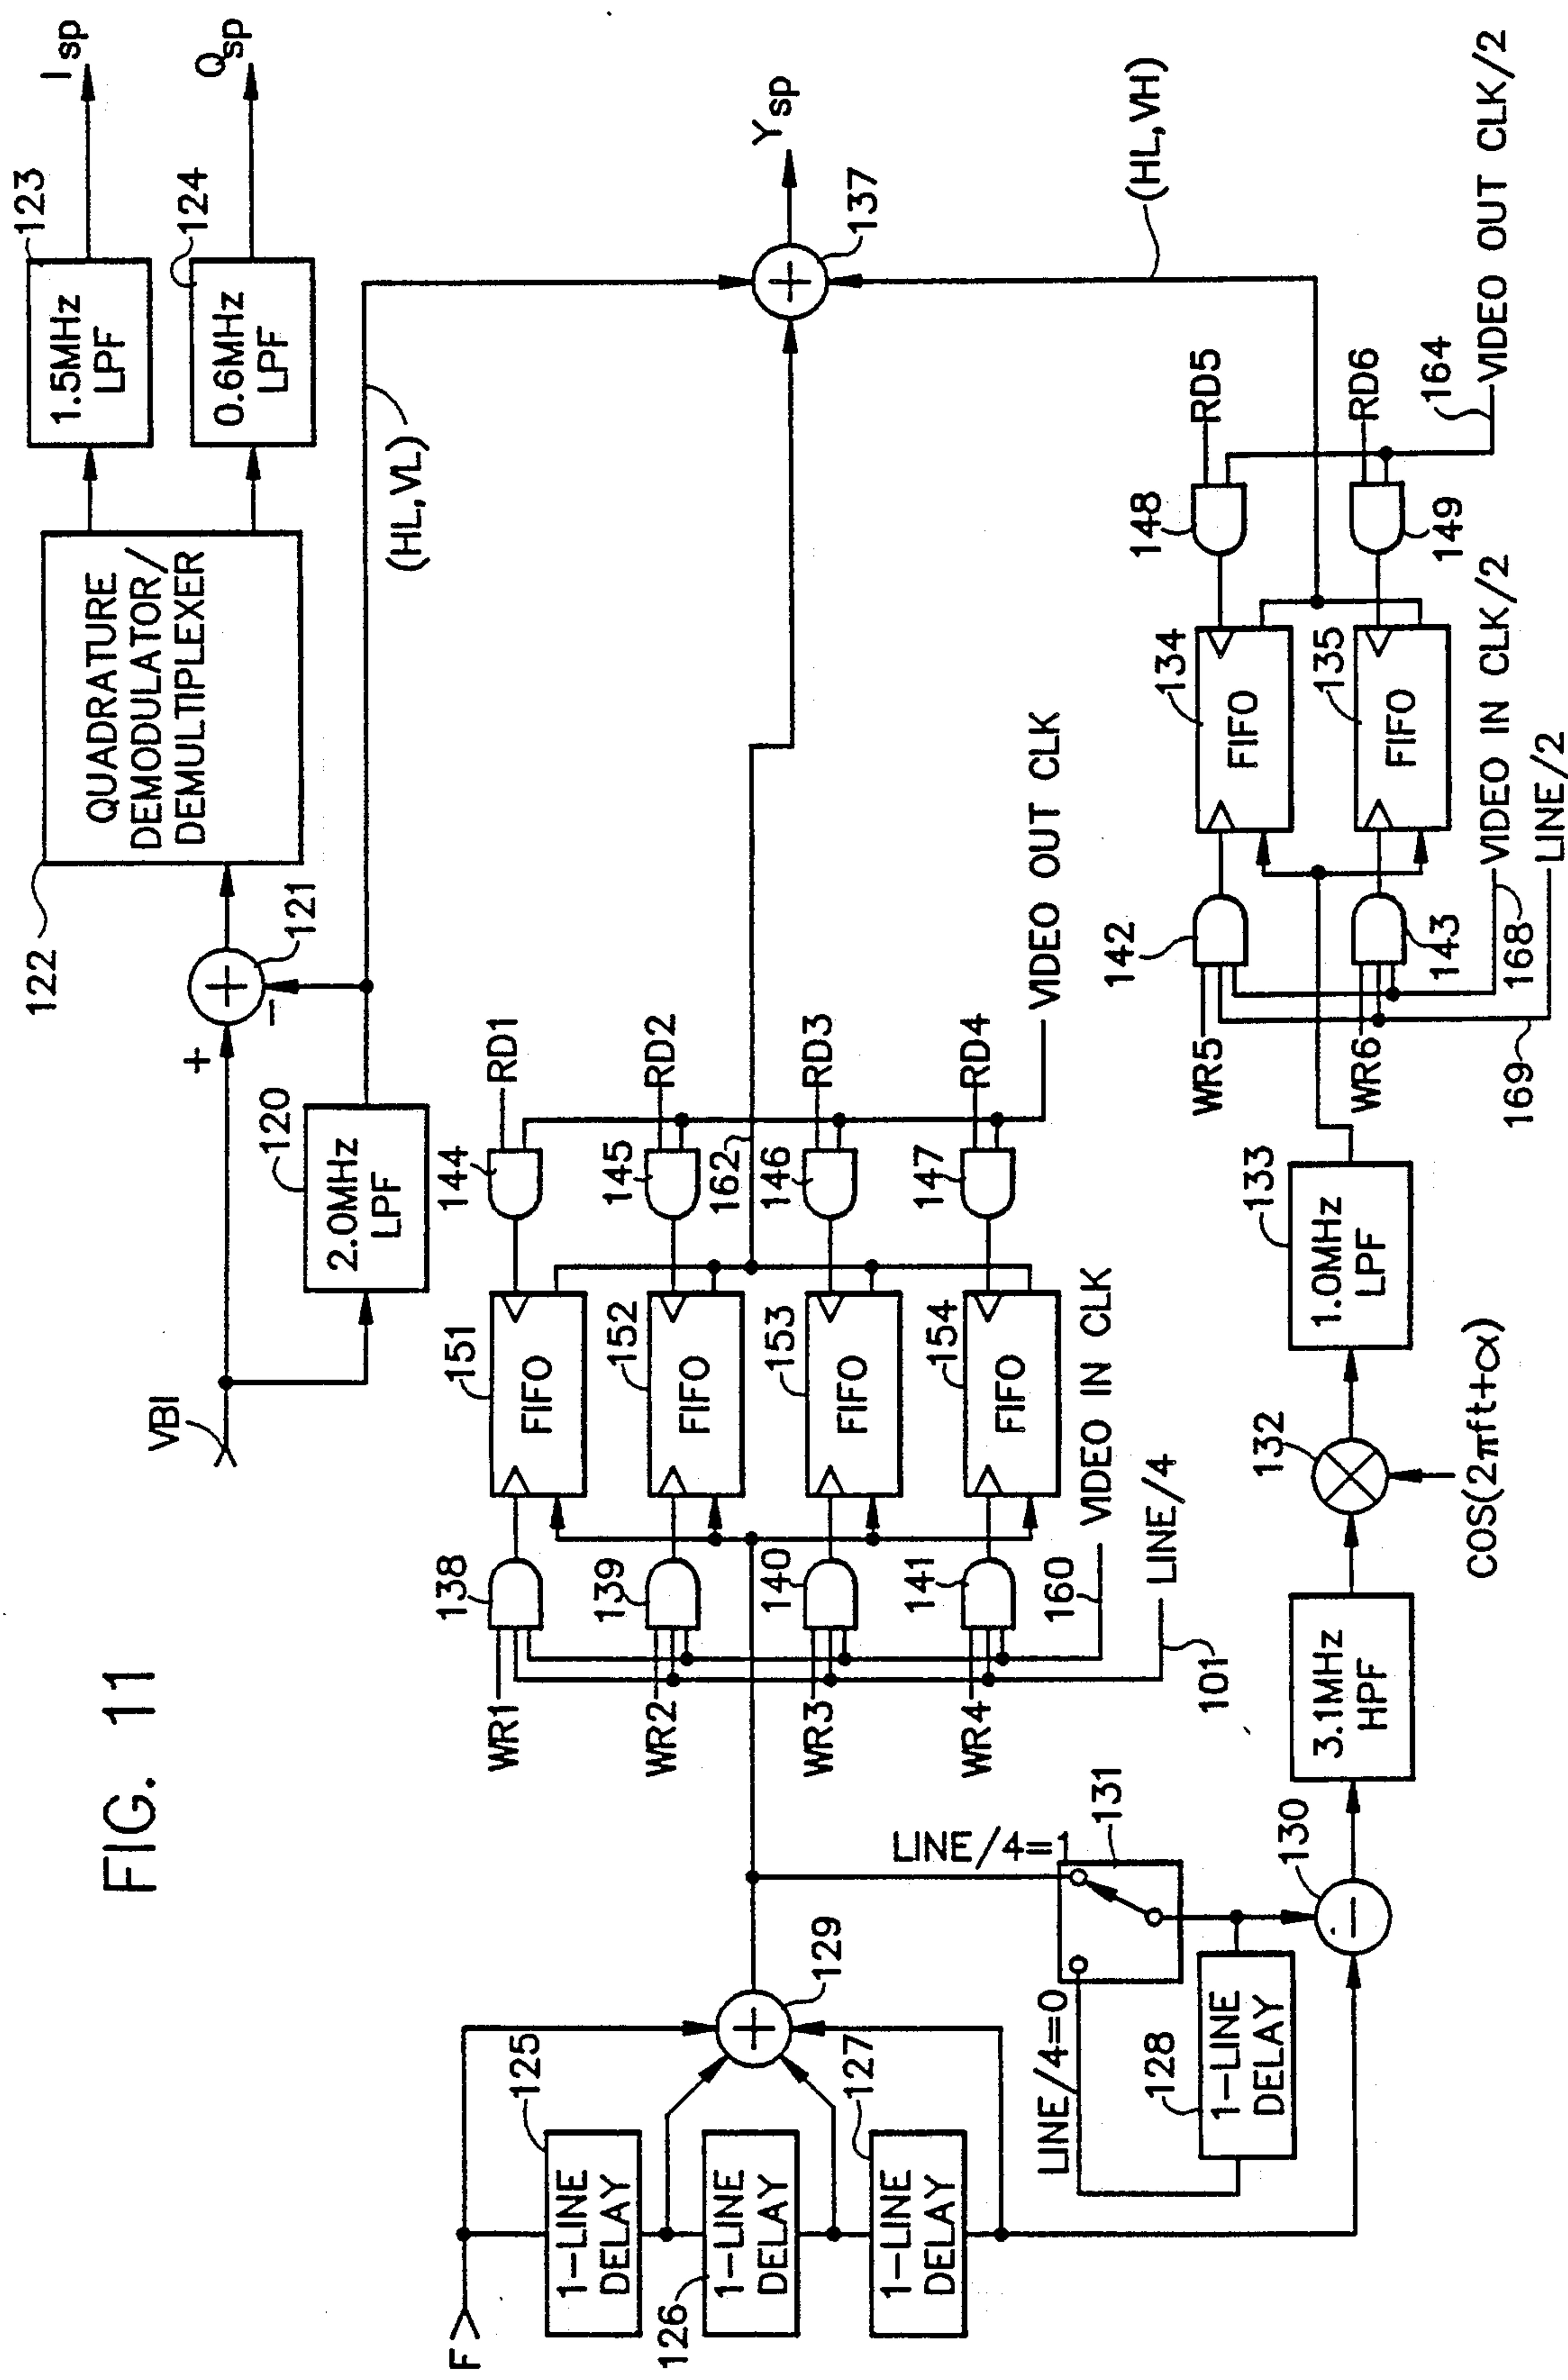 FIG. 11
VBI
+
−
120
2.0MHz
LPF
121
122
QUADRATURE
DEMODULATOR/
DEMULTIPLEXER
123
1.5MHz
LPF
124
0.6MHz
LPF
I sp
Q sp
(HL,VL)
F
125
1−LINE
DELAY
126
1−LINE
DELAY
127
1−LINE
DELAY
129
+
WR1
WR2
WR3
WR4
138
139
140
141
151
FIFO
152
FIFO
153
FIFO
154
FIFO
144
145
146
147
RD1
RD2
RD3
RD4
162
160
VIDEO IN CLK
101
LINE/4
VIDEO OUT CLK
137
+
Y sp
(HL,VH)
LINE/4=1
LINE/4=0
131
128
1−LINE
DELAY
130
−
3.1MHz
HPF
132
COS(2πft+α)
133
1.0MHz
LPF
WR5
WR6
142
143
134
FIFO
135
FIFO
148
149
RD5
RD6
164
VIDEO OUT CLK/2
168
VIDEO IN CLK/2
169
LINE/2